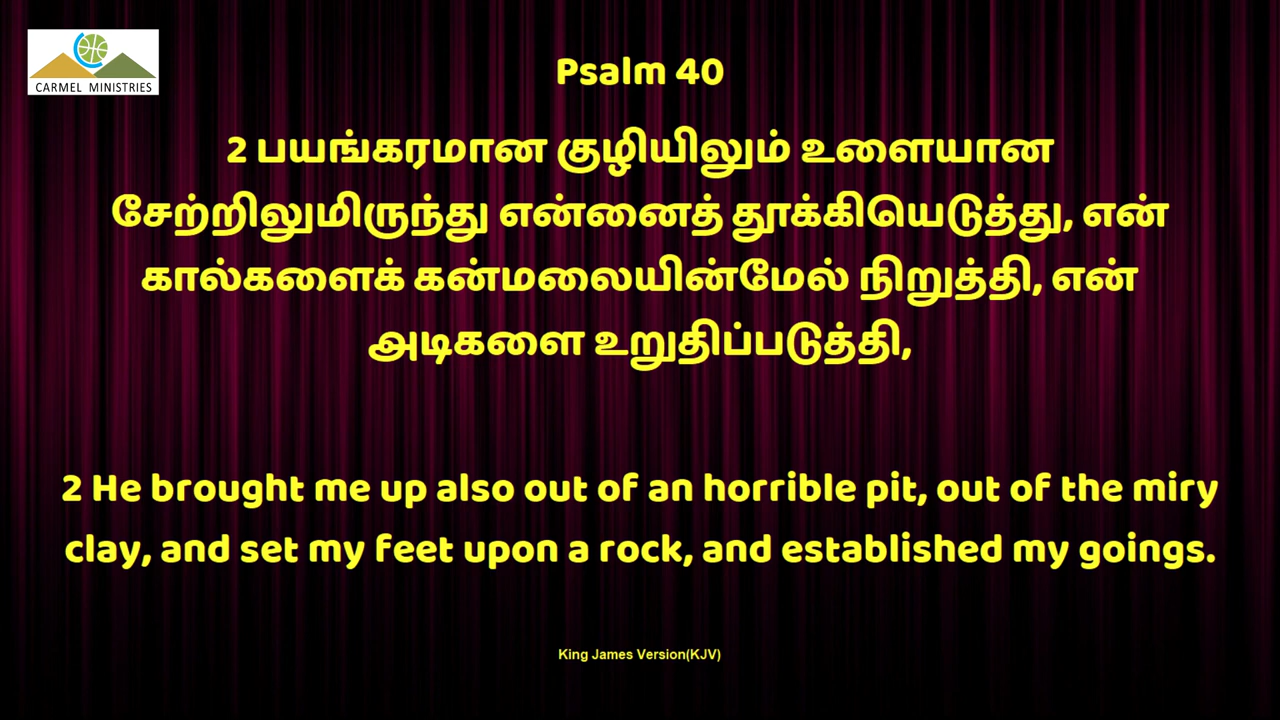 CARMEL MINISTRIES
Psalm 40
2 பயங்கரமான குழியிலும் உளையான
சேற்றிலுமிருந்து என்னைத் தூக்கியெடுத்து, என்
கால்களைக் கன்மலையின்மேல் நிறுத்தி, என்
அடிகளை உறுதிப்படுத்தி,
2 He brought me up also out of an horrible pit, out of the miry
clay, and set my feet upon a rock, and established my goings.
King James Version(KJV)